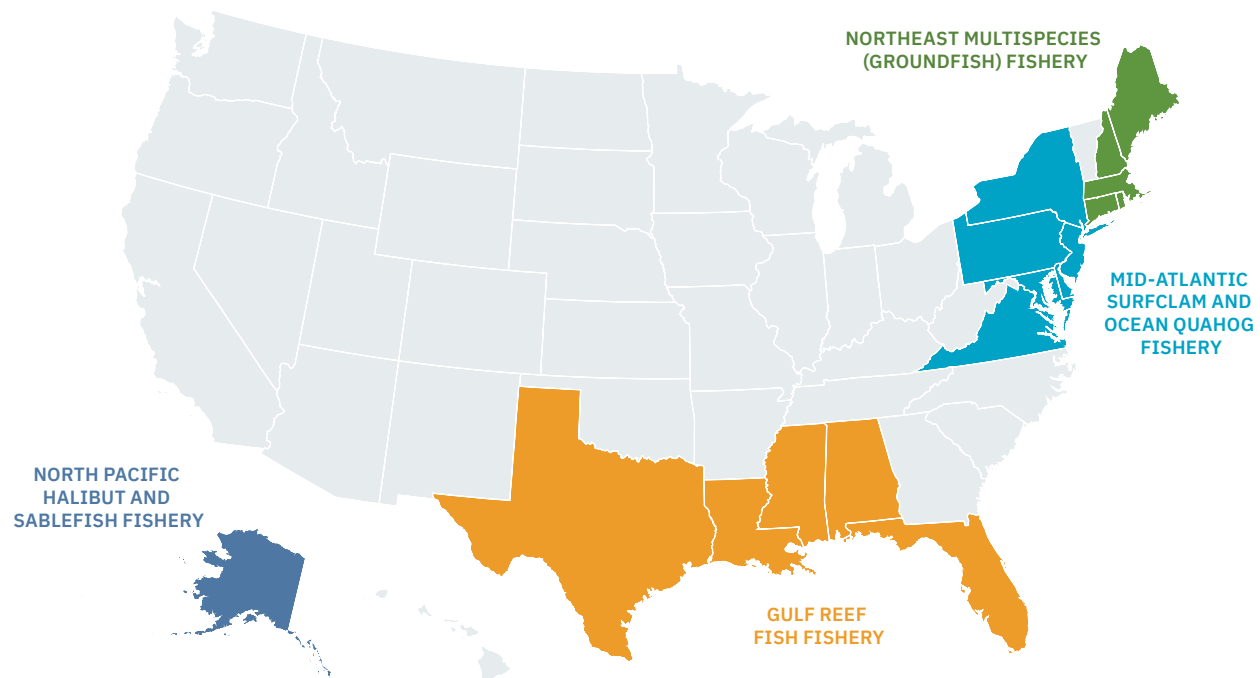 NORTHEAST MULTISPECIES
(GROUNDFISH) FISHERY
MID-ATLANTIC
SURFCLAM AND
OCEAN QUAHOG
FISHERY
NORTH PACIFIC
HALIBUT AND
SABLEFISH FISHERY
GULF REEF
FISH FISHERY